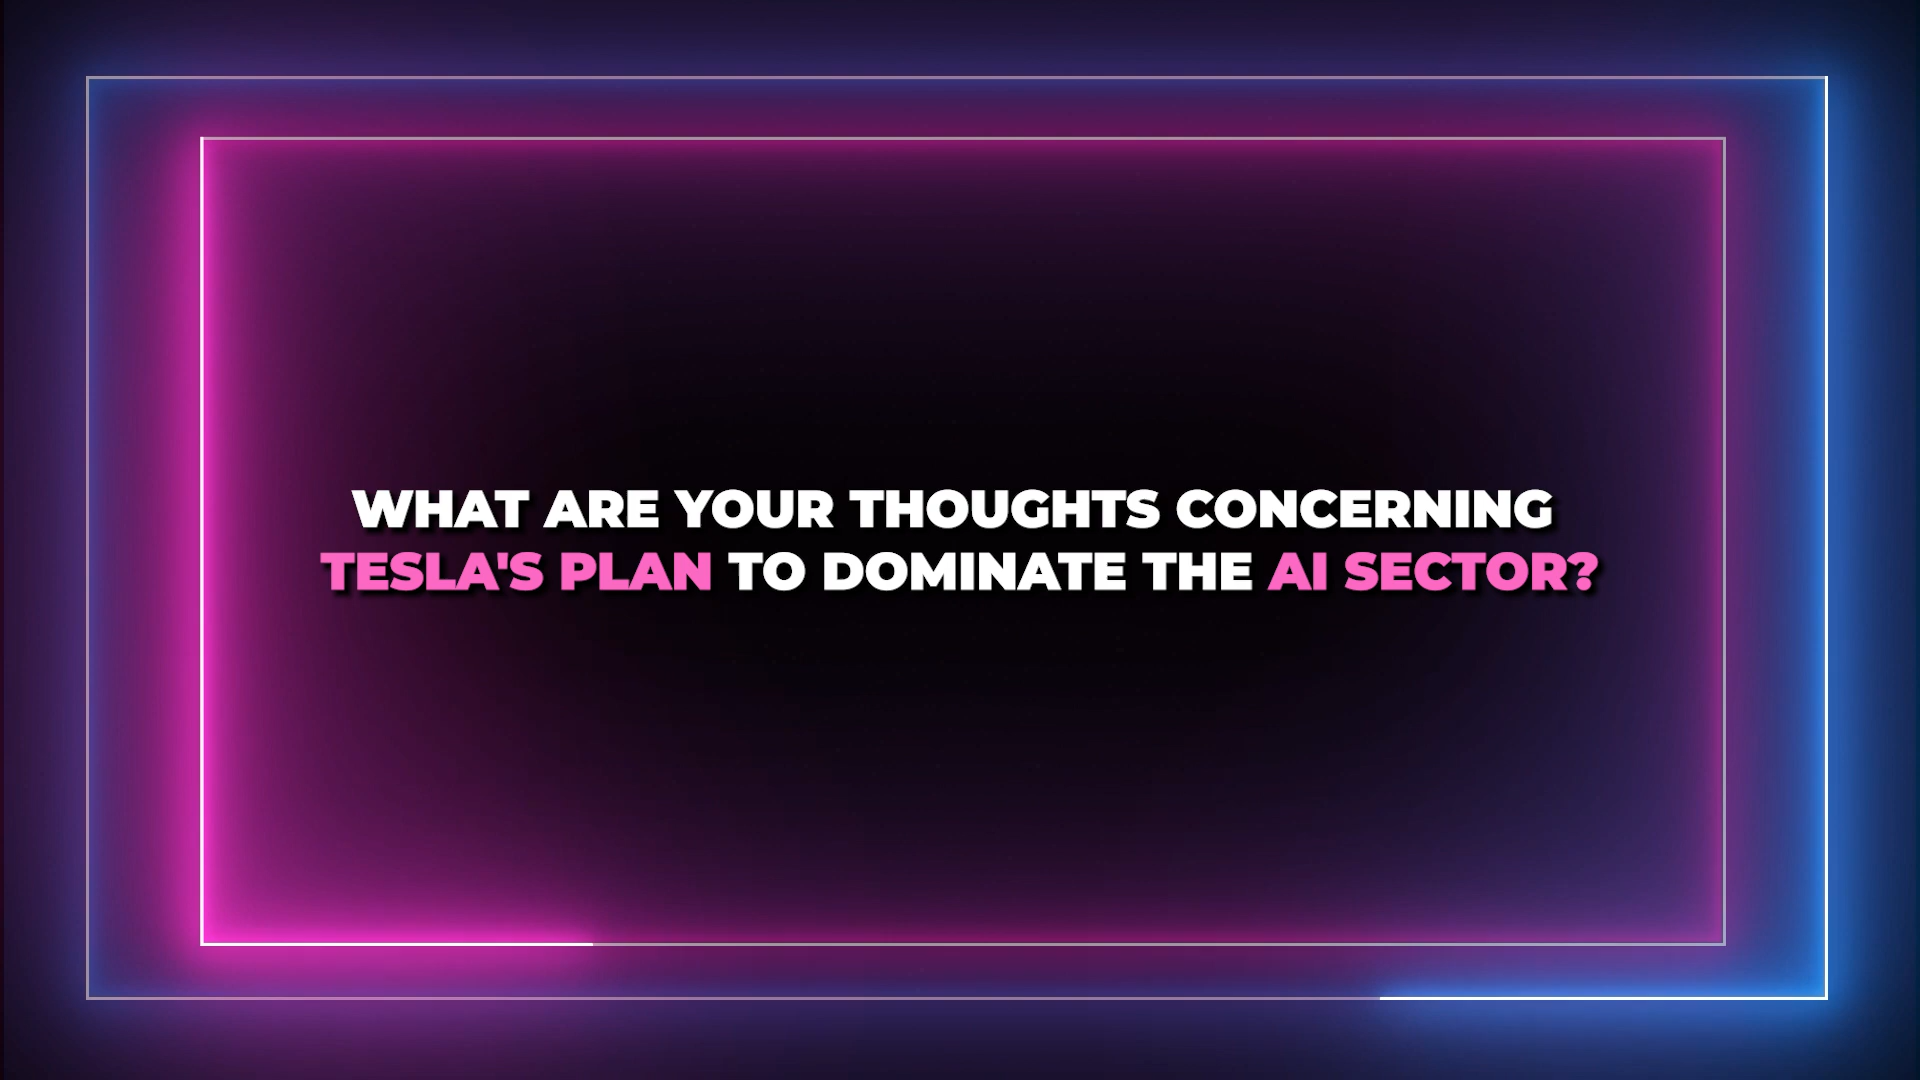 WHAT ARE YOUR THOUGHTS CONCERNING
TESLA'S PLAN TO DOMINATE THE AI SECTOR?